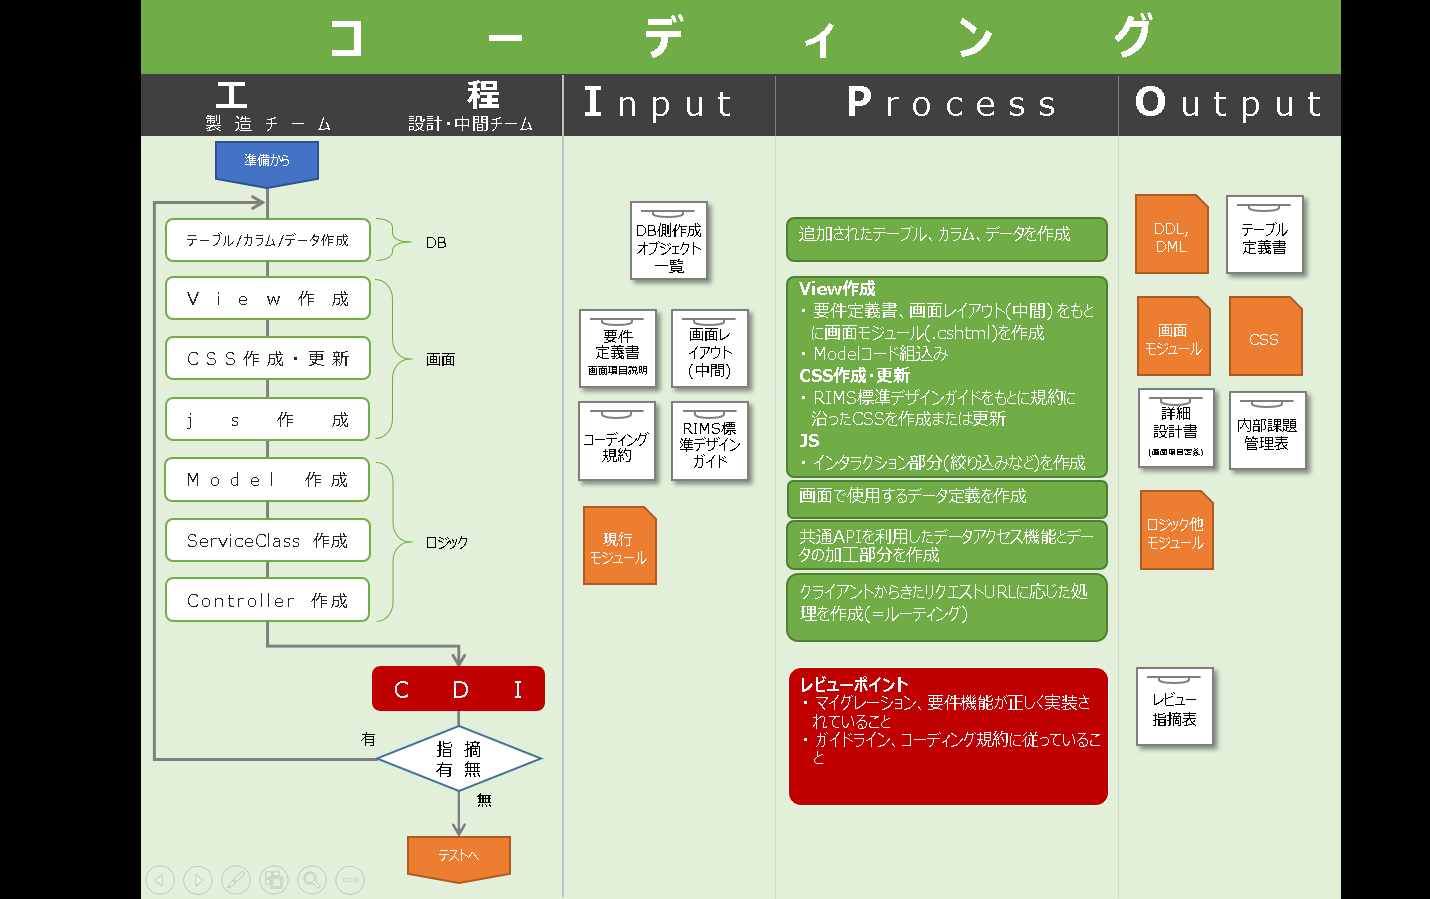 コーディング
工程
製造チーム
設計・中間チーム
Input
Process
Output
準備から
テーブル/カラム/データ作成
View作成
CSS作成・更新
js作成
Model作成
ServiceClass 作成
Controller 作成
DB
画面
ロジック
CDI
指摘
有無
有
無
テストへ
DB側作成
オブジェクト
一覧
要件
定義書
画面項目説明
画面レ
イアウト
(中間)
コーディング
規約
RIMS標
準デザイン
ガイド
現行
モジュール
追加されたテーブル、カラム、データを作成
View作成
・要件定義書、画面レイアウト(中間)をもと
に画面モジュール(.cshtml)を作成
・Modelコード組込み
CSS作成・更新
・RIMS標準デザインガイドをもとに規約に
沿ったCSSを作成または更新
JS
・インタラクション部分(絞り込みなど)を作成
画面で使用するデータ定義を作成
共通APIを利用したデータアクセス機能とデー
タの加工部分を作成
クライアントからきたリクエストURLに応じた処
理を作成(＝ルーティング)
レビューポイント
・マイグレーション、要件機能が正しく実装さ
れていること
・ガイドライン、コーディング規約に従っているこ
と
DDL,
DML
テーブル
定義書
画面
モジュール
CSS
詳細
設計書
(画面項目定義)
内部課題
管理表
ロジック他
モジュール
レビュー
指摘表